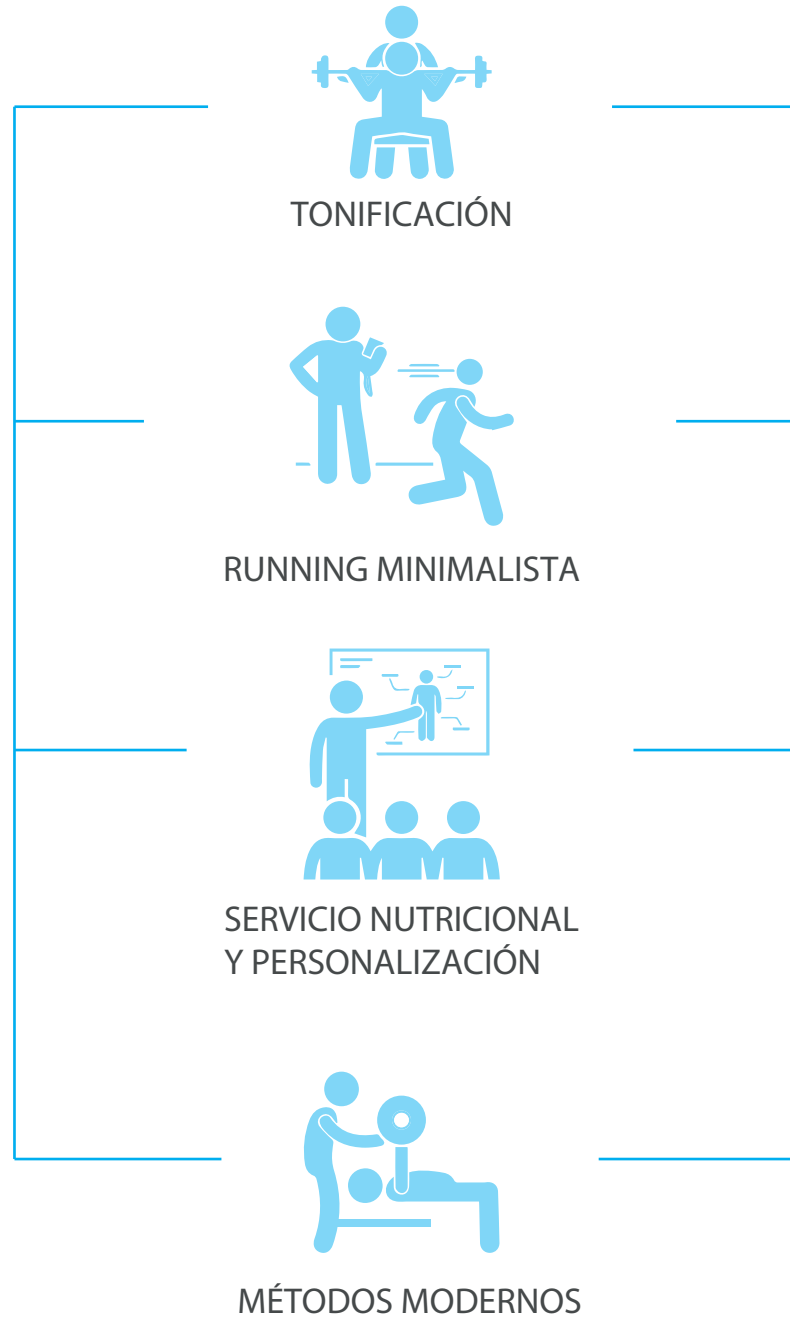 TONIFICACIÓN
RUNNING MINIMALISTA
SERVICIO NUTRICIONAL
Y PERSONALIZACIÓN
MÉTODOS MODERNOS